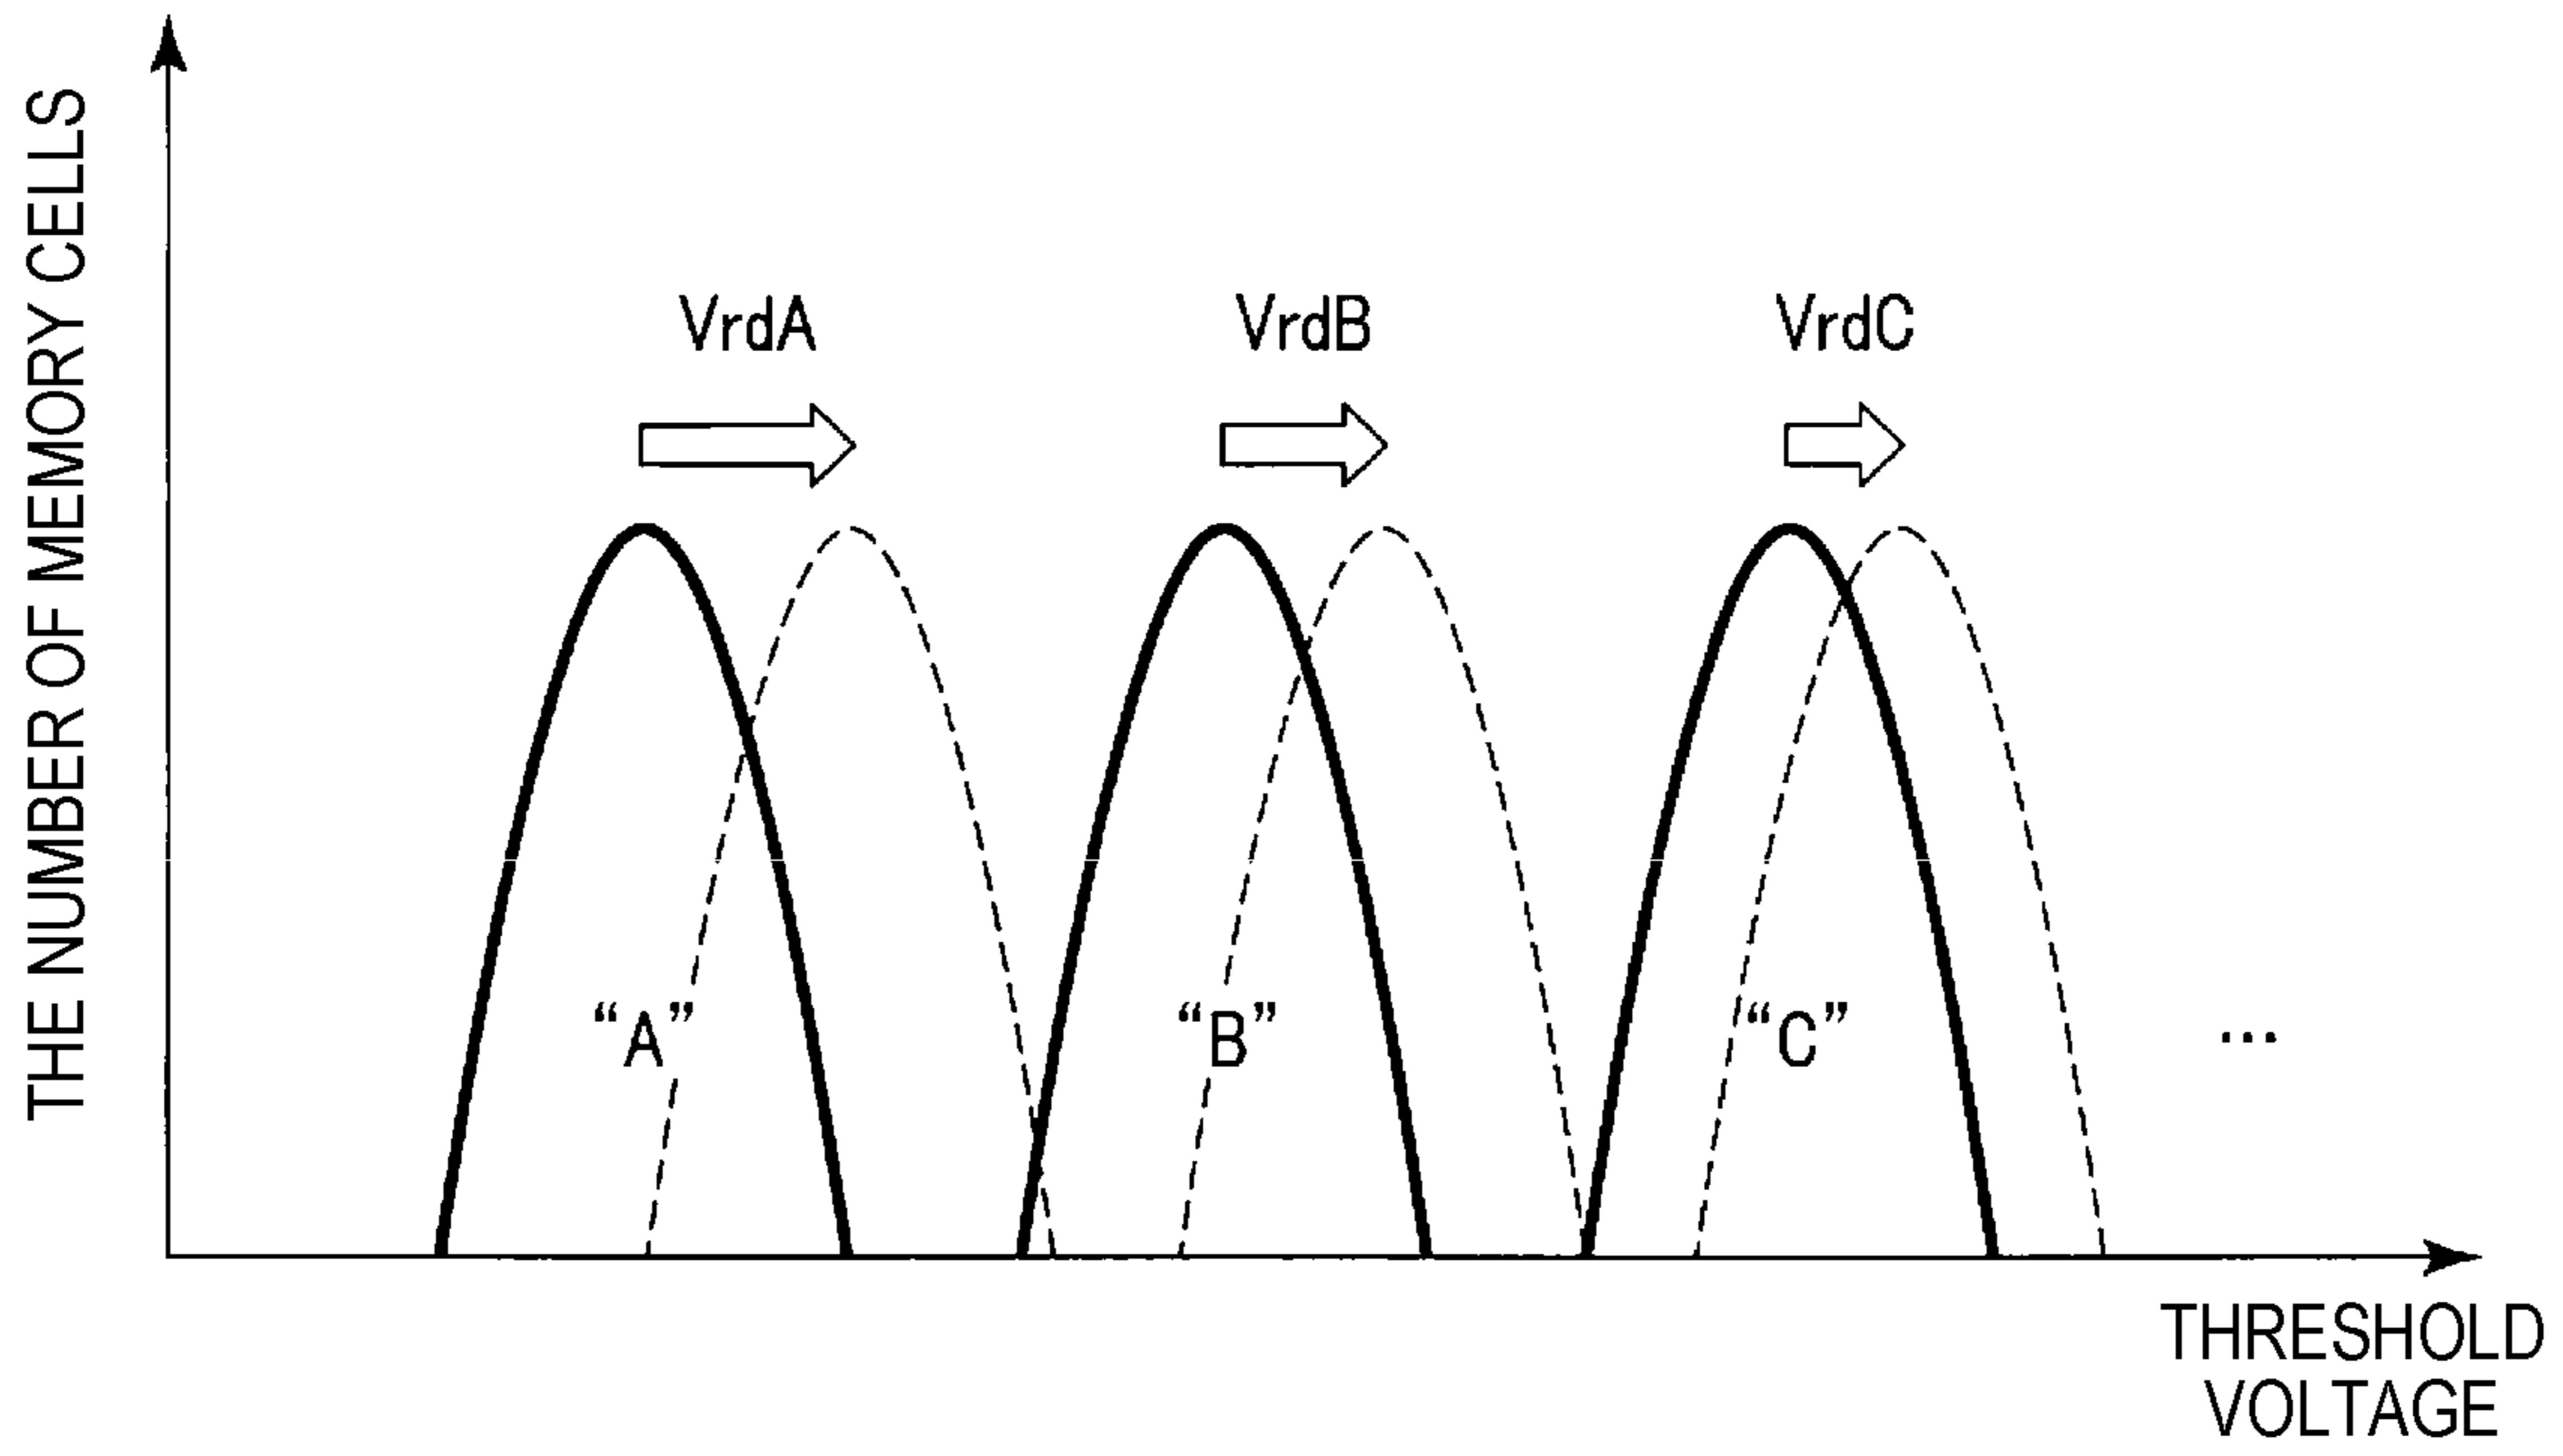 THE NUMBER OF MEMORY CELLS
VrdA
VrdB
VrdC
“A”
“B”
“C”
...
THRESHOLD
VOLTAGE